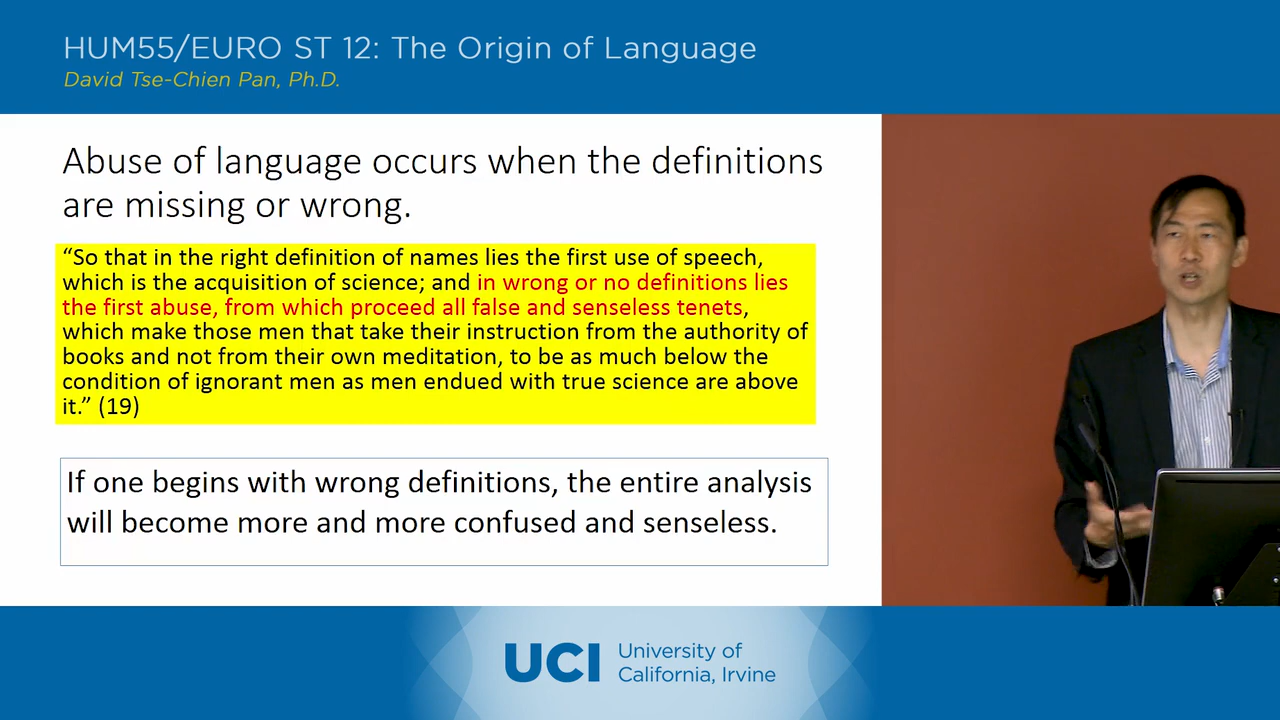 HUM55/EURO ST 12: The Origin of Language
David Tse-Chien Pan, Ph.D.
Abuse of language occurs when the definitions
are missing or wrong.
“So that in the right definition of names lies the first use of speech,
which is the acquisition of science; and in wrong or no definitions lies
the first abuse, from which proceed all false and senseless tenets,
which make those men that take their instruction from the authority of
books and not from their own meditation, to be as much below the
condition of ignorant men as men endued with true science are above
it.” (19)
If one begins with wrong definitions, the entire analysis
will become more and more confused and senseless.
UCI
University of
California, Irvine